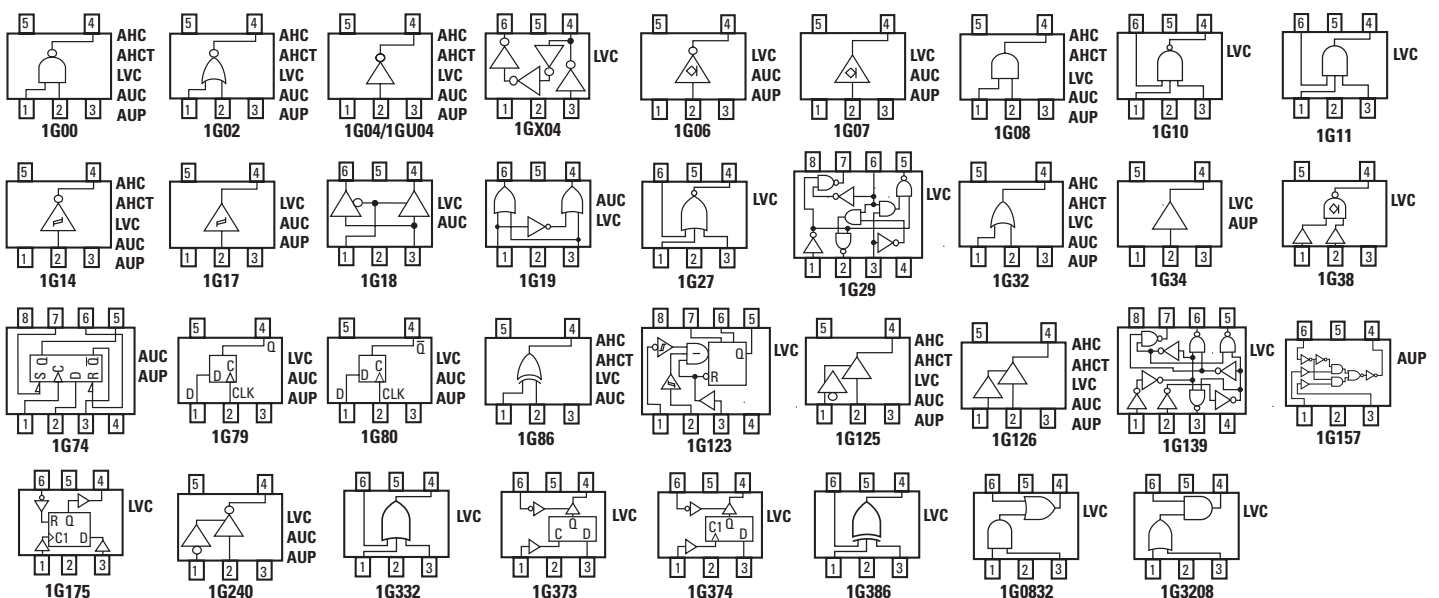 5 4
AHC
AHCT
LVC
AUC
AUP
1 2 3
1G00
5 4
AHC
AHCT
LVC
AUC
AUP
1 2 3
1G02
5 4
AHC
AHCT
LVC
AUC
AUP
1 2 3
1G04/1GU04
6 5 4
LVC
1 2 3
1GX04
5 4
LVC
AUC
AUP
1 2 3
1G06
5 4
LVC
AUC
AUP
1 2 3
1G07
5 4
AHC
AHCT
LVC
AUC
AUP
1 2 3
1G08
6 5 4
LVC
1 2 3
1G10
6 5 4
LVC
1 2 3
1G11
5 4
AHC
AHCT
LVC
AUC
AUP
1 2 3
1G14
5 4
LVC
AUC
AUP
1 2 3
1G17
6 5 4
LVC
AUC
1 2 3
1G18
6 5 4
AUC
LVC
1 2 3
1G19
6 5 4
LVC
1 2 3
1G27
8 7 6 5
LVC
1 2 3 4
1G29
5 4
AHC
AHCT
LVC
AUC
AUP
1 2 3
1G32
5 4
LVC
AUP
1 2 3
1G34
5 4
LVC
1 2 3
1G38
8 7 6 5
Q Q̅
S C D R
AUC
AUP
1 2 3 4
1G74
5 4
Q
D C
D CLK
LVC
AUC
AUP
1 2 3
1G79
5 4
Q̅
D C
D CLK
LVC
AUC
AUP
1 2 3
1G80
5 4
AHC
AHCT
LVC
AUC
1 2 3
1G86
8 7 6 5
Q
R
LVC
1 2 3 4
1G123
5 4
AHC
AHCT
LVC
AUC
AUP
1 2 3
1G125
5 4
AHC
AHCT
LVC
AUC
AUP
1 2 3
1G126
8 7 6 5
LVC
1 2 3 4
1G139
6 5 4
AUP
1 2 3
1G157
6 5 4
R Q
C1 D
LVC
1 2 3
1G175
5 4
LVC
AUC
AUP
1 2 3
1G240
6 5 4
LVC
1 2 3
1G332
6 5 4
Q
C D
LVC
1 2 3
1G373
6 5 4
C1 Q
D
LVC
1 2 3
1G374
6 5 4
LVC
1 2 3
1G386
6 5 4
LVC
1 2 3
1G0832
6 5 4
LVC
1 2 3
1G3208